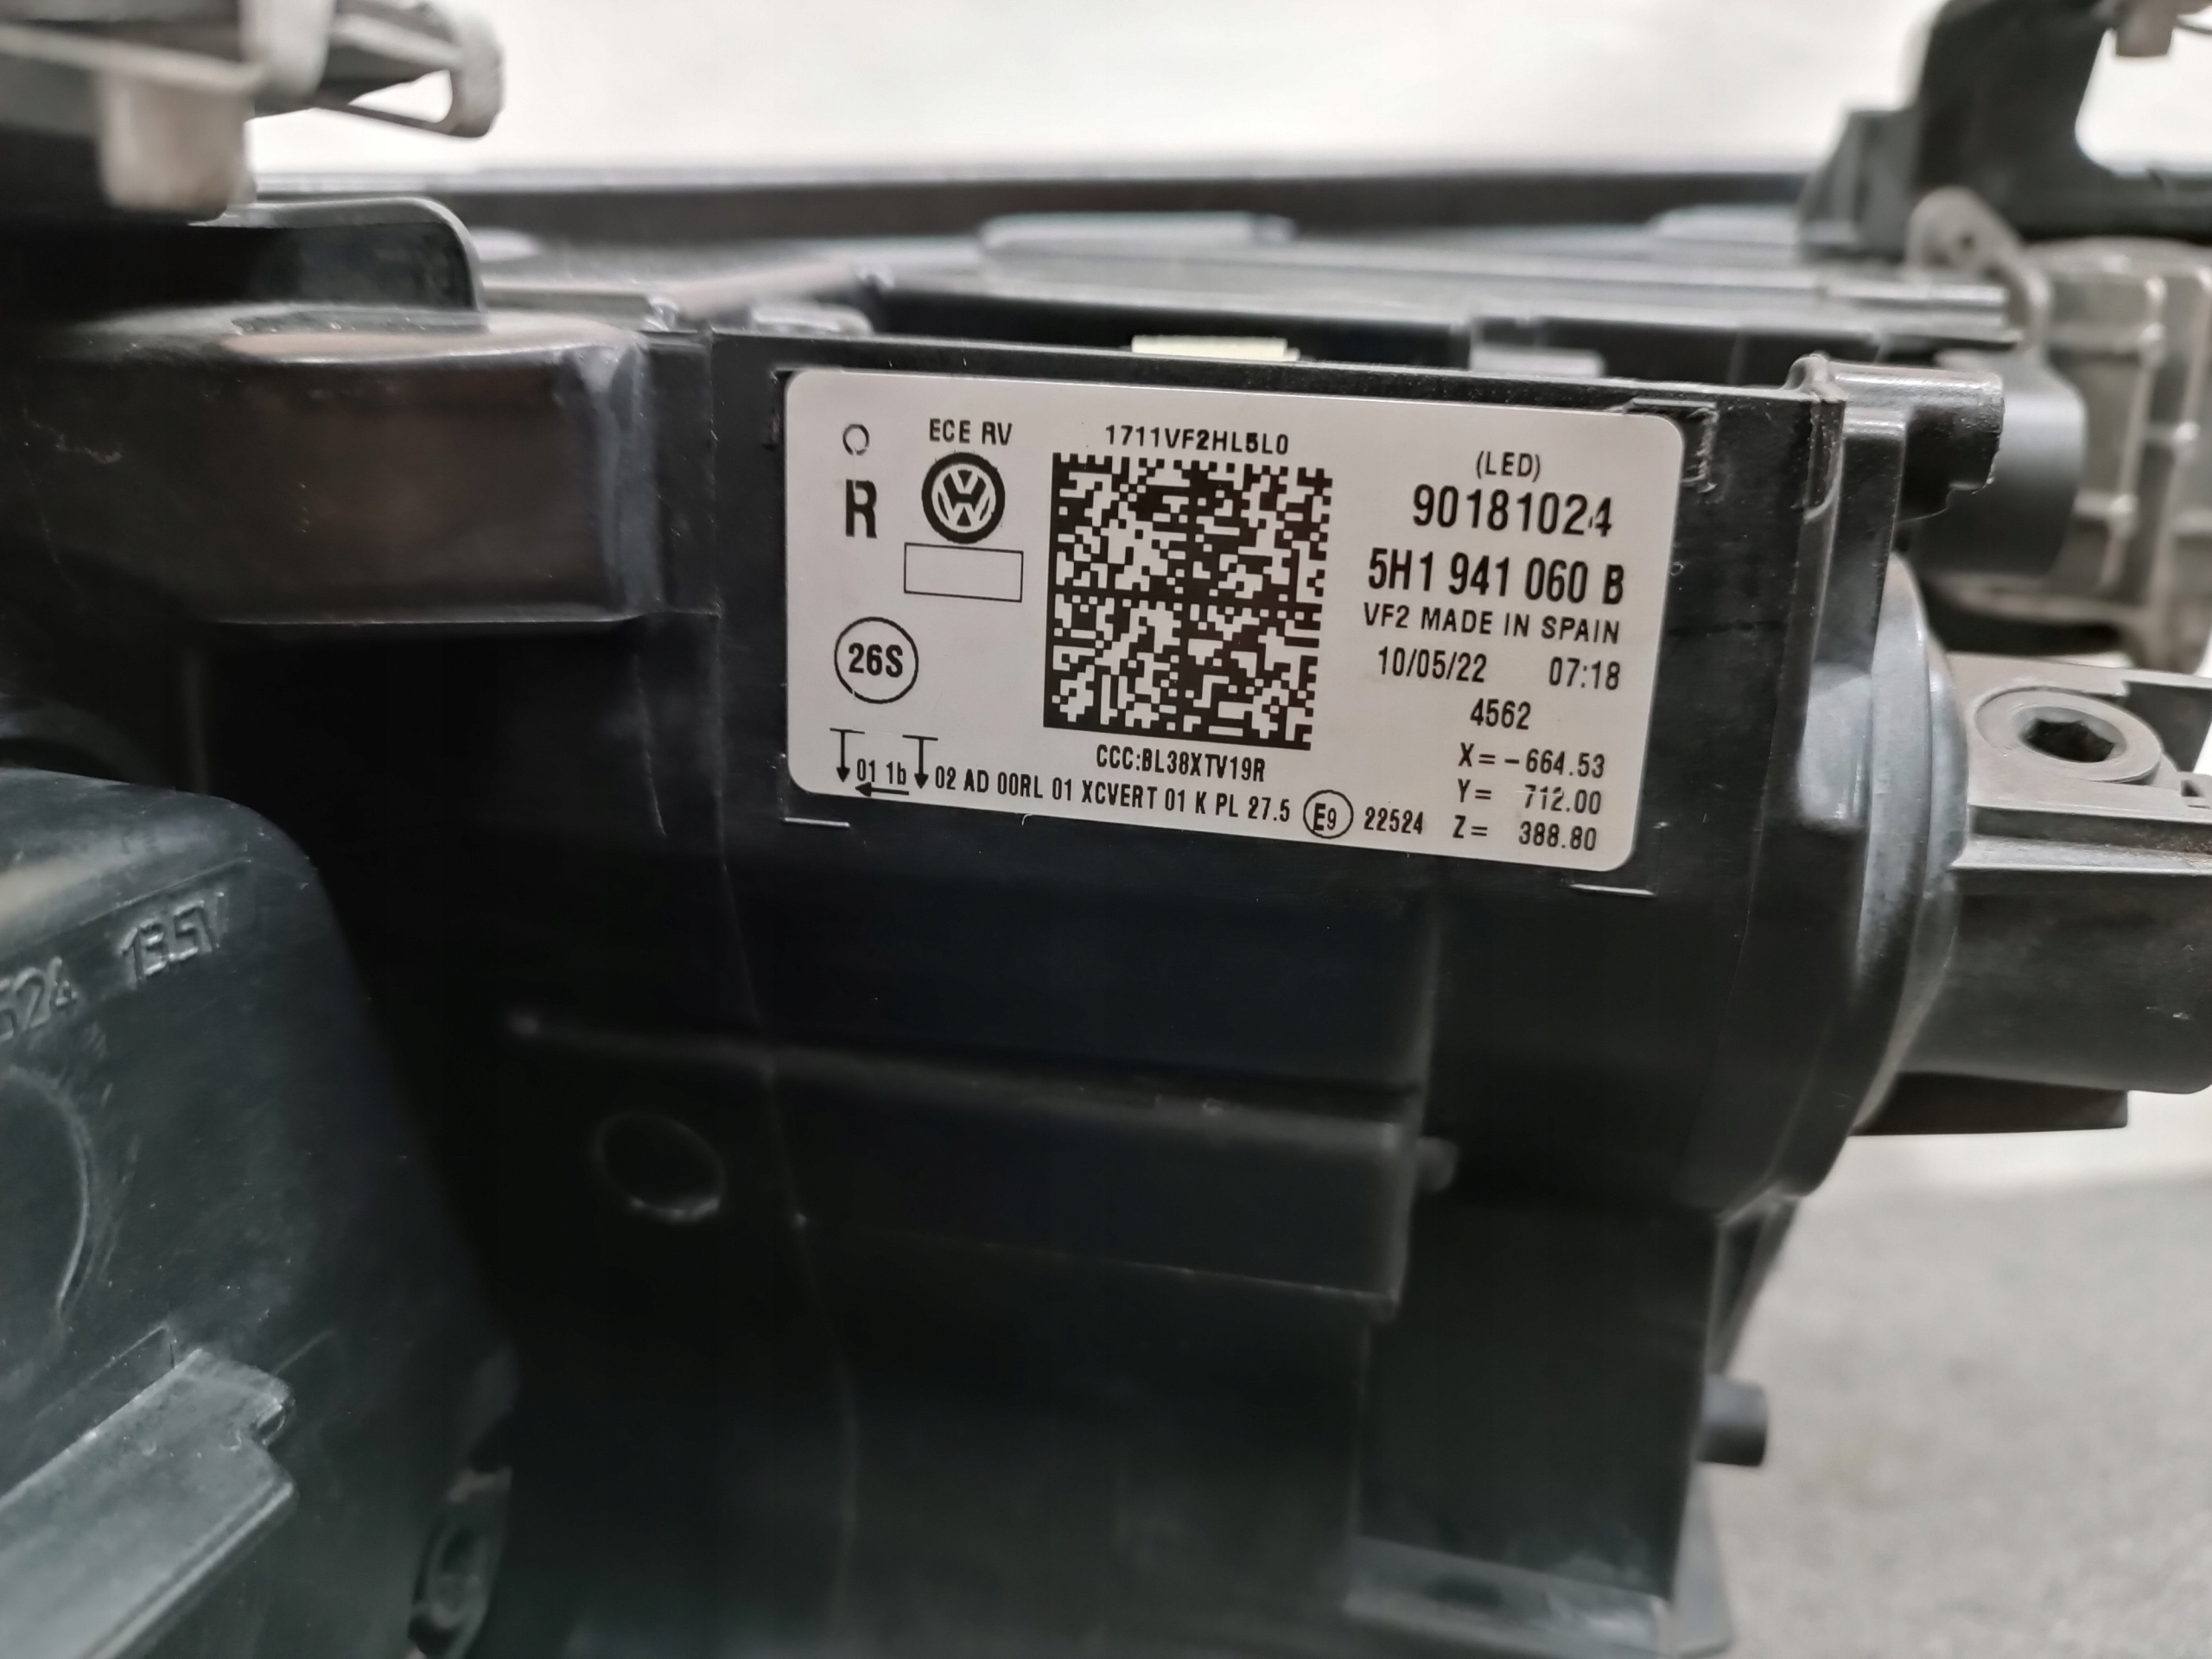 ECE RV
R
26S
1711VF2HL5L0
(LED)
90181024
5H1 941 060 B
VF2 MADE IN SPAIN
10/05/22 07:18
4562
X= -664.53
Y= 712.00
Z= 388.80
CCC:BL38XTV19R
01 1b 02 AD 00RL 01 XCVERT 01 K PL 27.5 E9 22524
13.5V